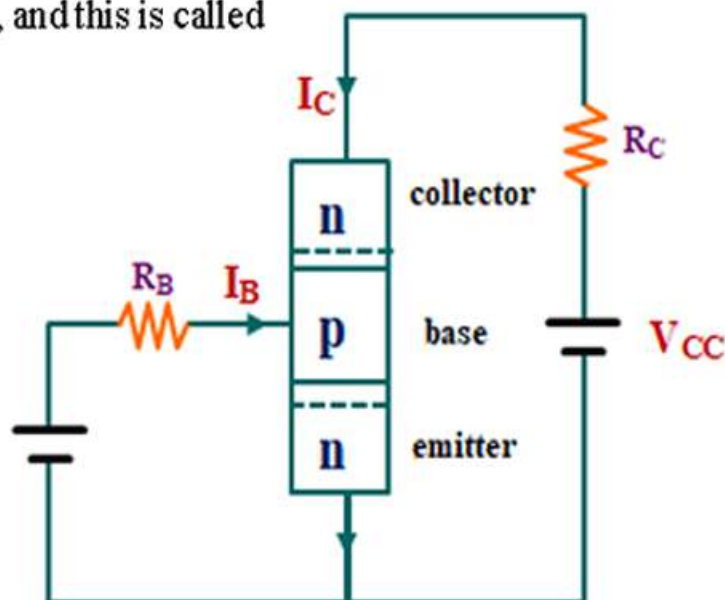 , and this is called
IC
RC
n
collector
RB
IB
p
base
VCC
n
emitter